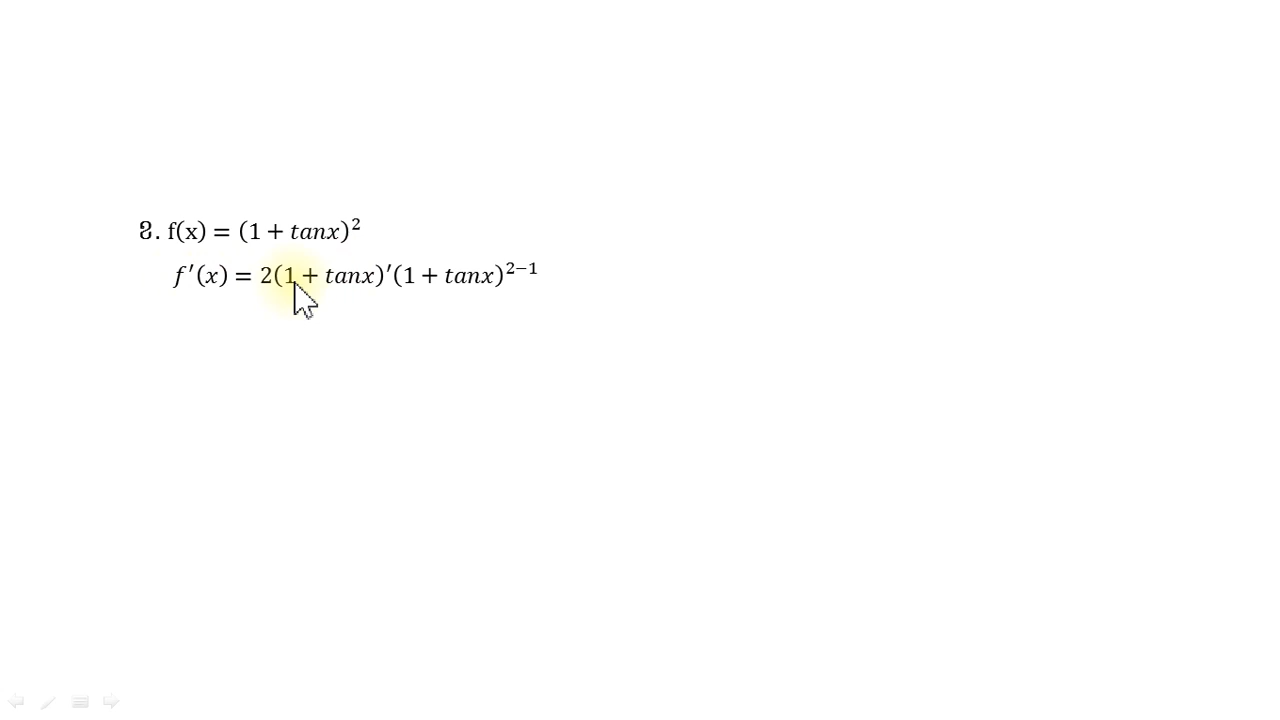 8. f(x) = (1 + tanx)²
f′(x) = 2(1 + tanx)′(1 + tanx)²⁻¹